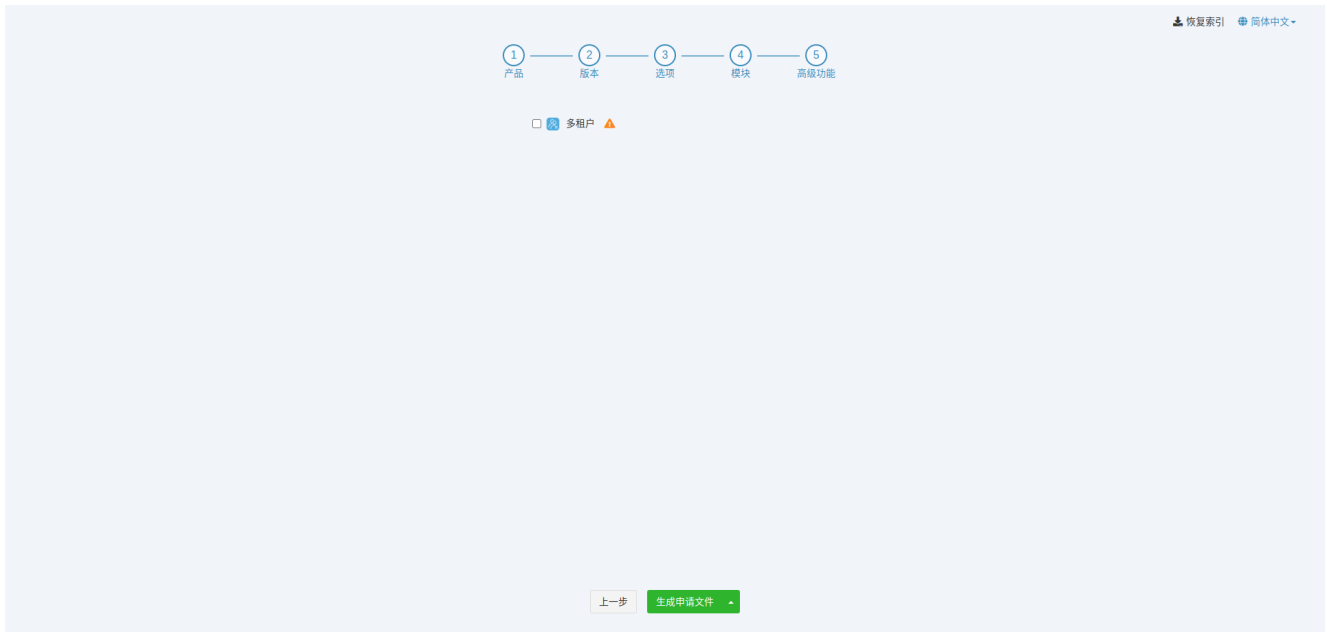 恢复索引 简体中文
1 2 3 4 5
产品 版本 选项 模块 高级功能
多租户
上一步 生成申请文件